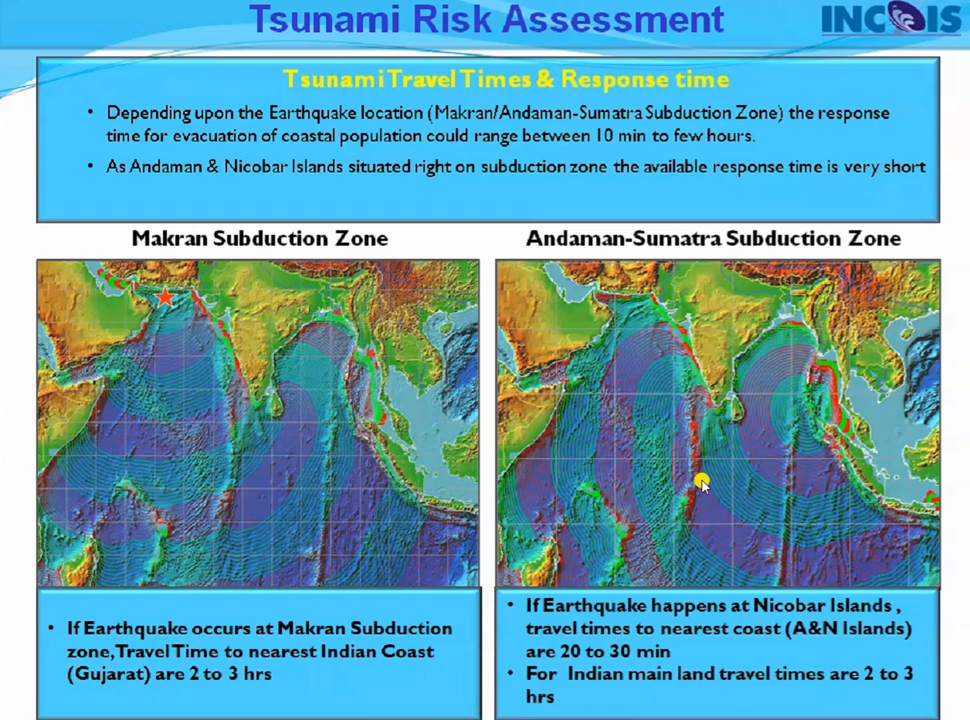 Tsunami Risk Assessment
INCOIS
Tsunami Travel Times & Response time
• Depending upon the Earthquake location (Makran/Andaman-Sumatra Subduction Zone) the response
time for evacuation of coastal population could range between 10 min to few hours.
• As Andaman & Nicobar Islands situated right on subduction zone the available response time is very short
Makran Subduction Zone
Andaman-Sumatra Subduction Zone
• If Earthquake occurs at Makran Subduction
zone, Travel Time to nearest Indian Coast
(Gujarat) are 2 to 3 hrs
• If Earthquake happens at Nicobar Islands ,
travel times to nearest coast (A&N Islands)
are 20 to 30 min
• For Indian main land travel times are 2 to 3
hrs